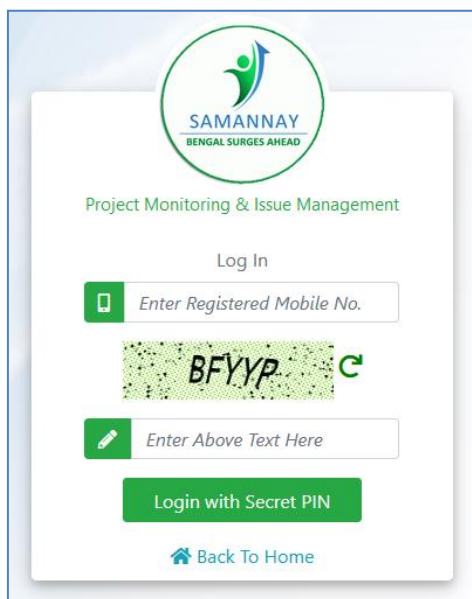 SAMANNAY
BENGAL SURGES AHEAD
Project Monitoring & Issue Management
Log In
Enter Registered Mobile No.
BFYYP
Enter Above Text Here
Login with Secret PIN
Back To Home